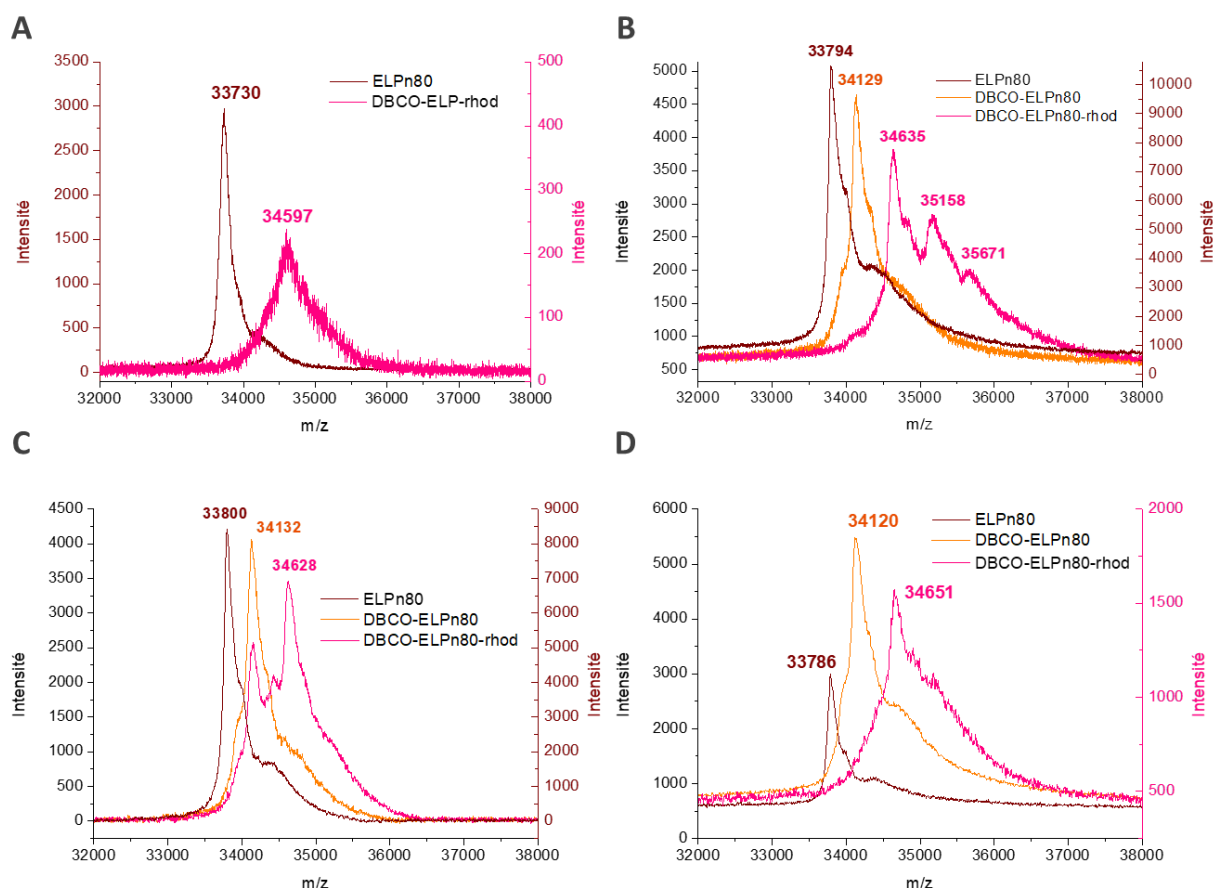 A
3500
3000
2500
2000
1500
1000
500
0
Intensité
33730
34597
ELPn80
DBCO-ELP-rhod
500
400
300
200
100
0
Intensité
32000 33000 34000 35000 36000 37000 38000
m/z
B
5000
4500
4000
3500
3000
2500
2000
1500
1000
500
Intensité
33794
34129
34635
35158
35671
ELPn80
DBCO-ELPn80
DBCO-ELPn80-rhod
10000
9000
8000
7000
6000
5000
4000
3000
2000
1000
0
Intensité
32000 33000 34000 35000 36000 37000 38000
m/z
C
4500
4000
3500
3000
2500
2000
1500
1000
500
0
Intensité
33800
34132
34628
ELPn80
DBCO-ELPn80
DBCO-ELPn80-rhod
9000
8000
7000
6000
5000
4000
3000
2000
1000
0
Intensité
32000 33000 34000 35000 36000 37000 38000
m/z
D
6000
5000
4000
3000
2000
1000
0
Intensité
33786
34120
34651
ELPn80
DBCO-ELPn80
DBCO-ELPn80-rhod
2000
1500
1000
500
Intensité
32000 33000 34000 35000 36000 37000 38000
m/z